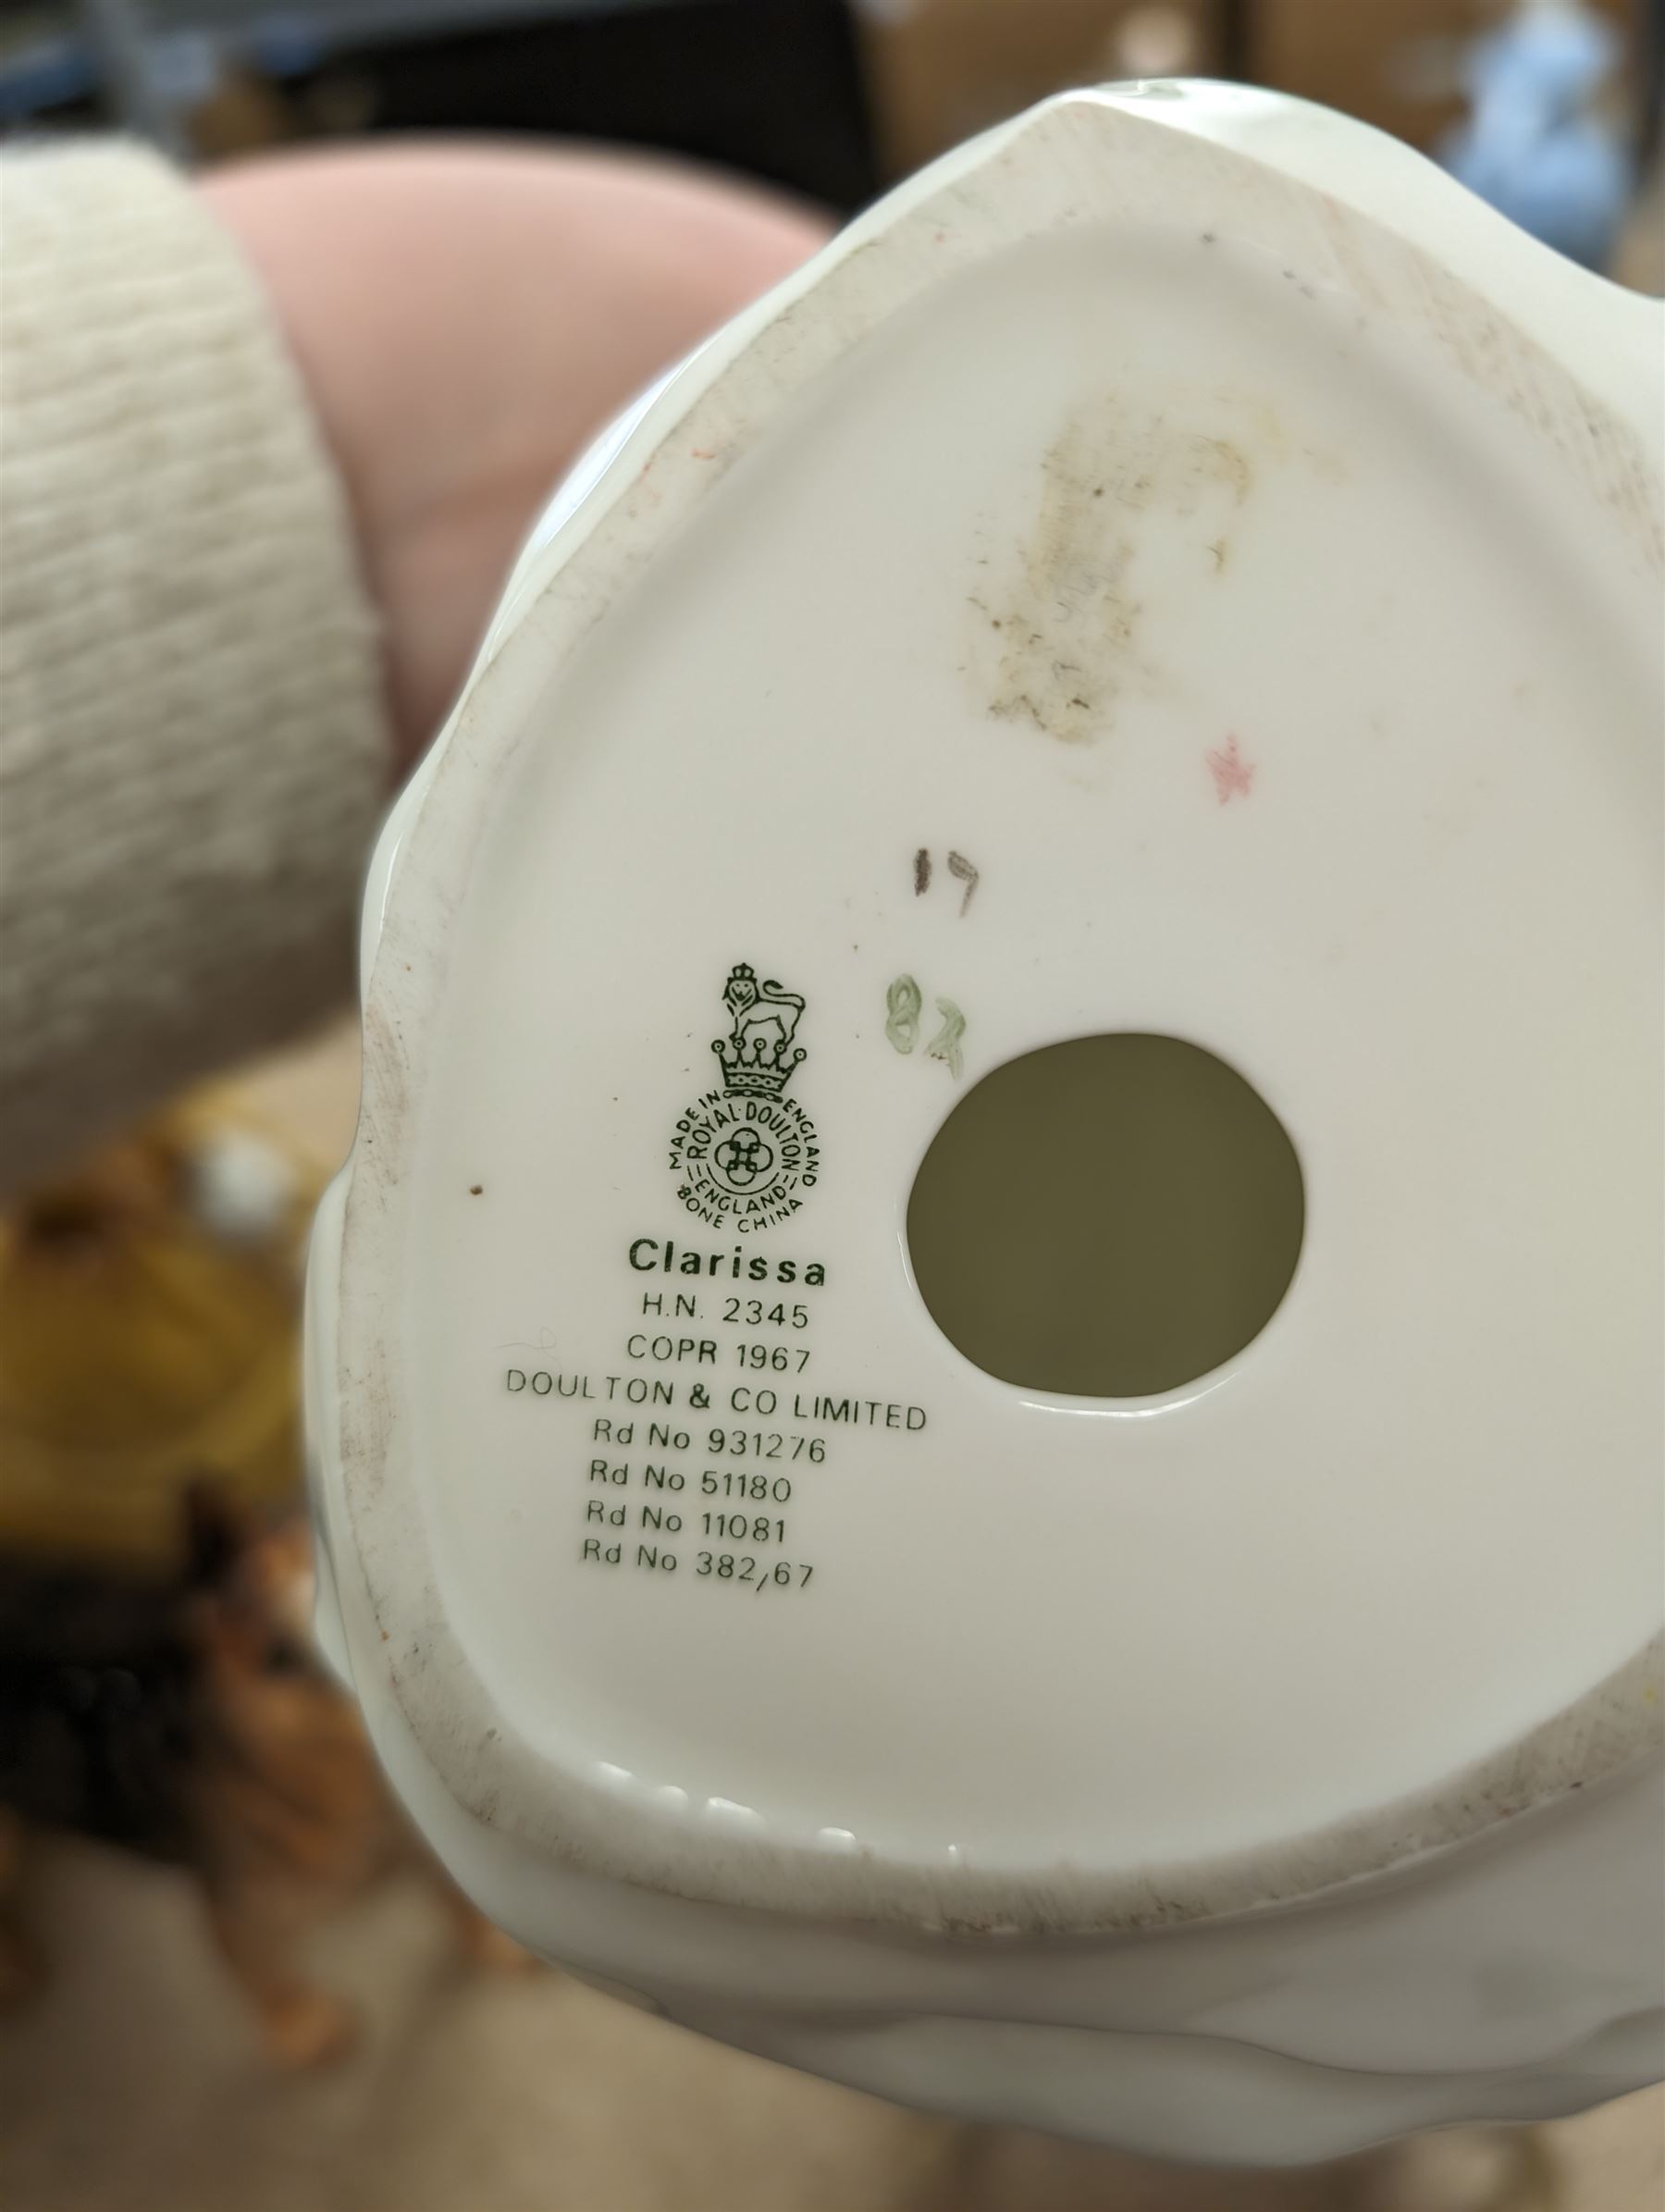 19
82
MADE IN ENGLAND
ROYAL·DOULTON
ENGLAND
BONE CHINA
Clarissa
H.N. 2345
COPR 1967
DOULTON & CO LIMITED
Rd No 931276
Rd No 51180
Rd No 11081
Rd No 382,67